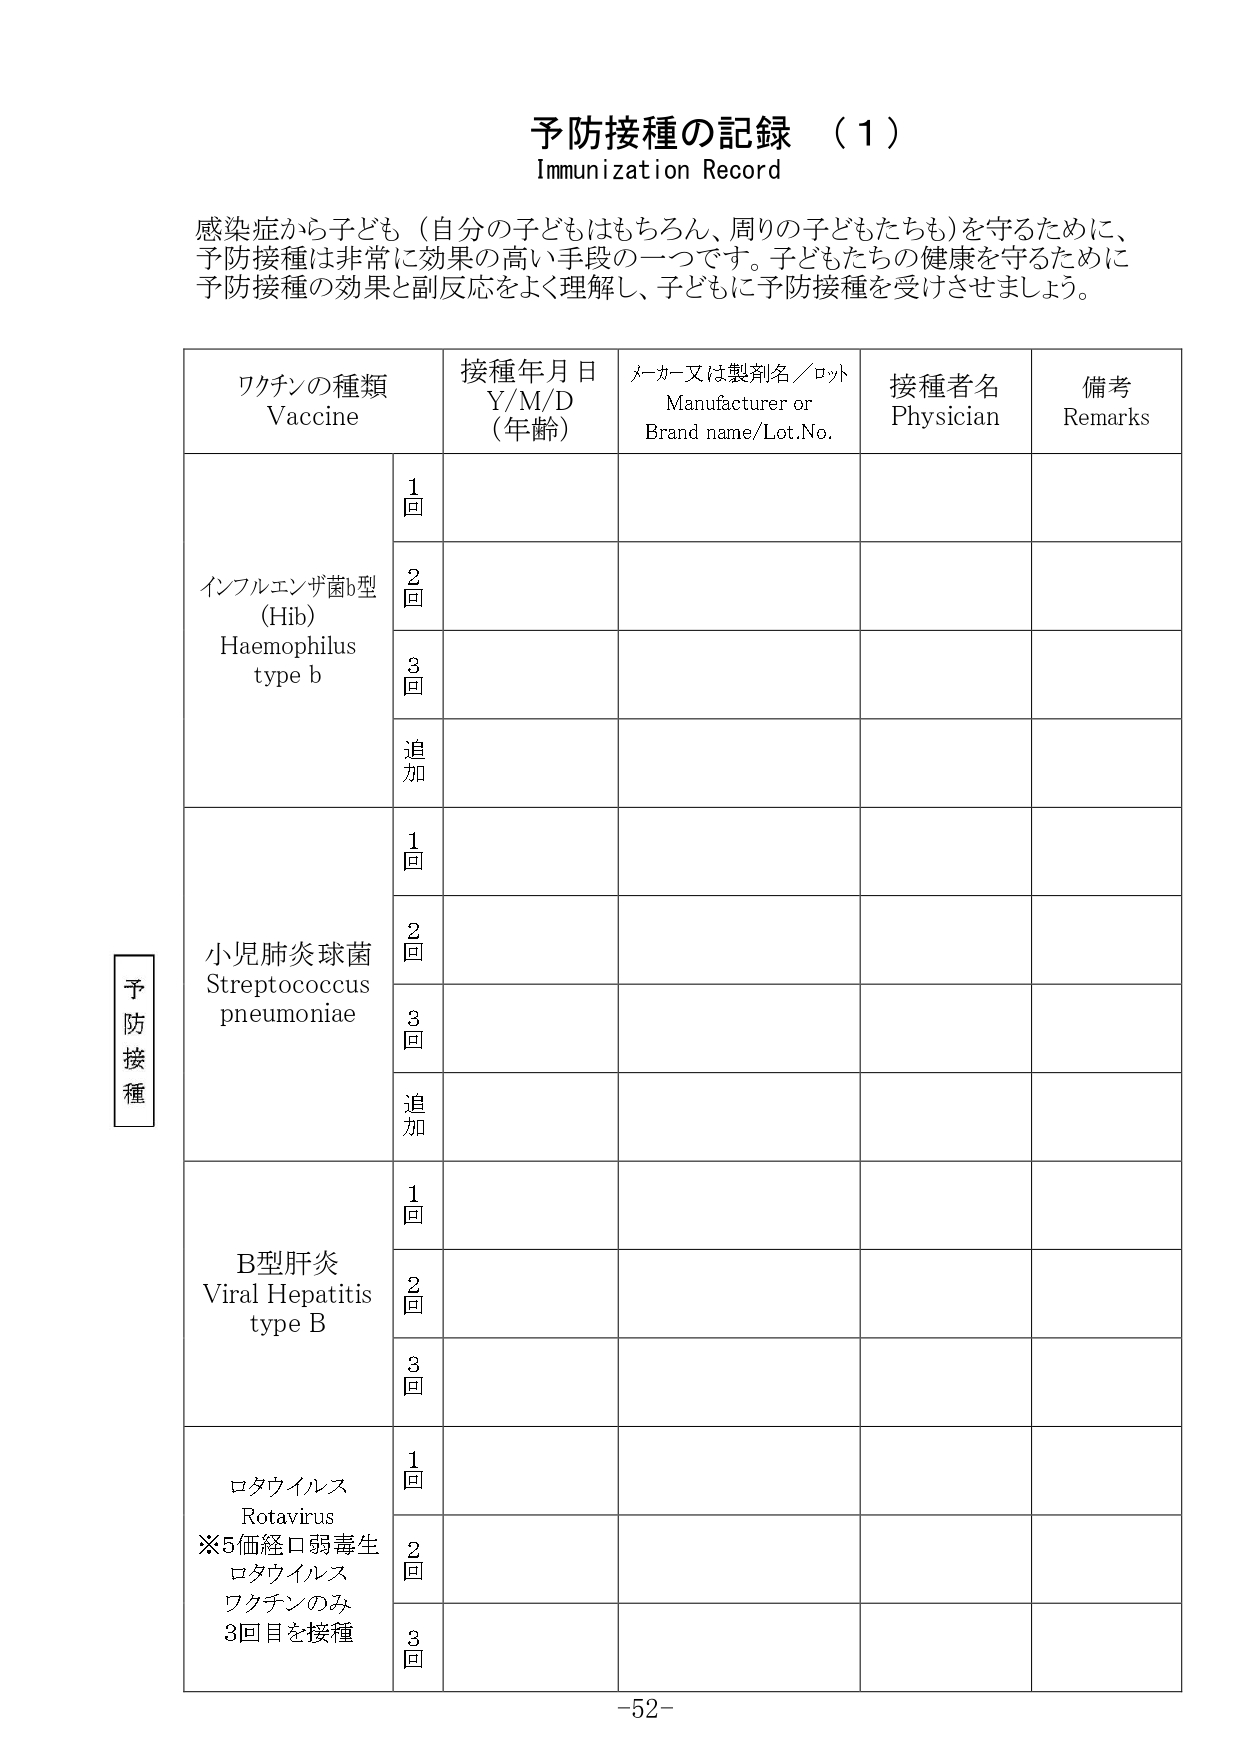 予防接種の記録　（１）
Immunization Record
感染症から子ども（自分の子どもはもちろん、周りの子どもたちも)を守るために、
予防接種は非常に効果の高い手段の一つです。子どもたちの健康を守るために
予防接種の効果と副反応をよく理解し、子どもに予防接種を受けさせましょう。
ワクチンの種類
Vaccine
接種年月日
Y/M/D
（年齢）
メーカー又は製剤名／ロット
Manufacturer or
Brand name/Lot.No.
接種者名
Physician
備考
Remarks
インフルエンザ菌b型
(Hib)
Haemophilus
type b
1
回
2
回
3
回
追
加
小児肺炎球菌
Streptococcus
pneumoniae
1
回
2
回
3
回
追
加
B型肝炎
Viral Hepatitis
type B
1
回
2
回
3
回
ロタウイルス
Rotavirus
※5価経口弱毒生
ロタウイルス
ワクチンのみ
3回目を接種
1
回
2
回
3
回
予
防
接
種
-52-